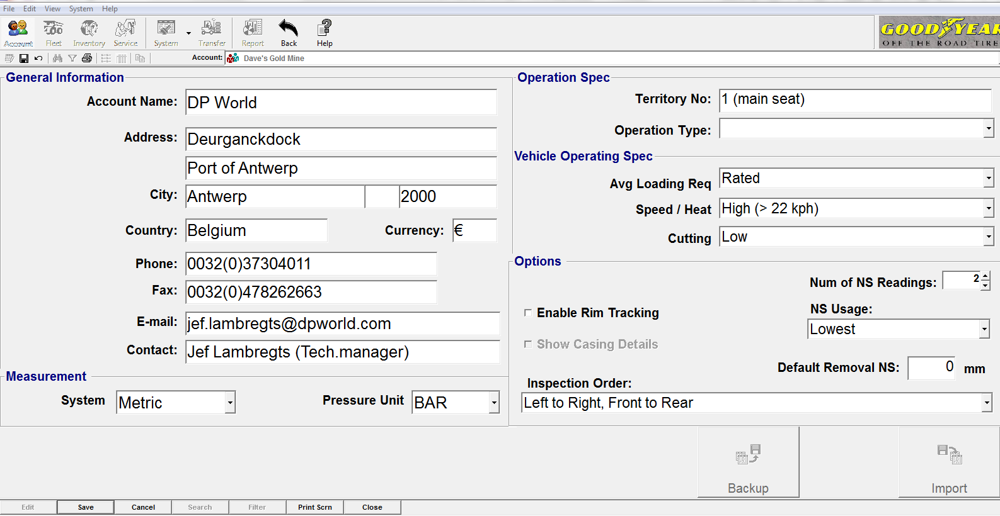 File Edit View System Help
Account Fleet Inventory Service System Transfer Report Back Help
GOODYEAR
OFF THE ROAD TIRE
Account: Dave's Gold Mine
General Information
Account Name: DP World
Address: Deurganckdock
Port of Antwerp
City: Antwerp 2000
Country: Belgium Currency: €
Phone: 0032(0)37304011
Fax: 0032(0)478262663
E-mail: jef.lambregts@dpworld.com
Contact: Jef Lambregts (Tech.manager)
Measurement
System Metric Pressure Unit BAR
Operation Spec
Territory No: 1 (main seat)
Operation Type:
Vehicle Operating Spec
Avg Loading Req Rated
Speed / Heat High (> 22 kph)
Cutting Low
Options
Num of NS Readings: 2
Enable Rim Tracking
NS Usage:
Lowest
Show Casing Details
Default Removal NS: 0 mm
Inspection Order:
Left to Right, Front to Rear
Backup Import
Edit Save Cancel Search Filter Print Scrn Close